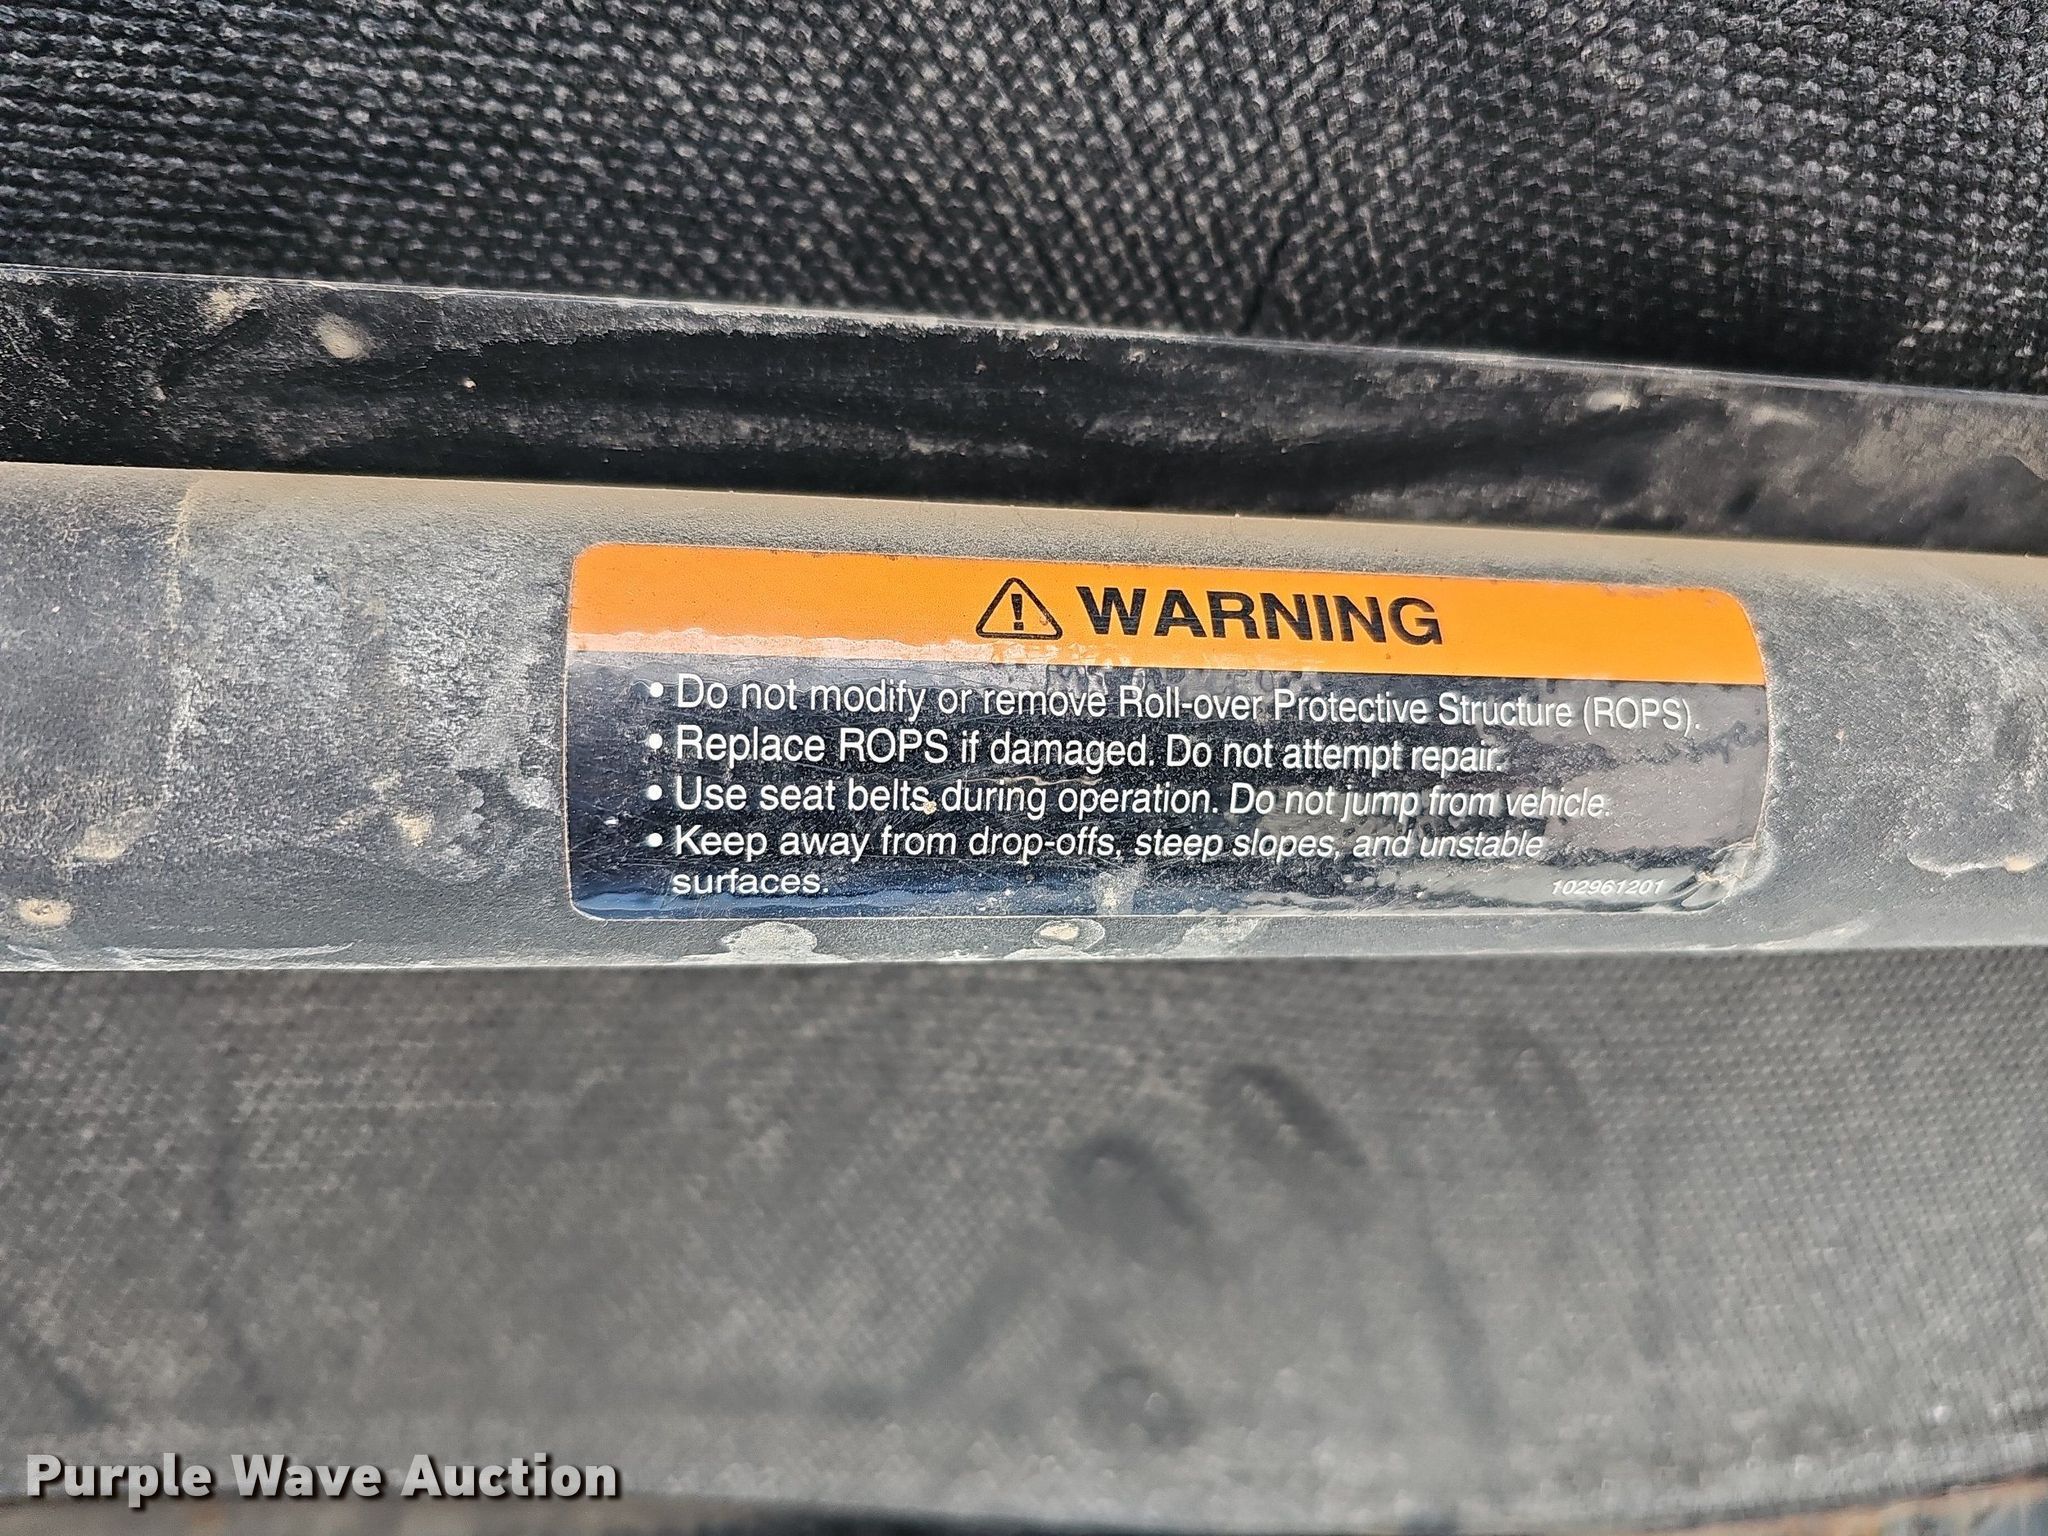 WARNING
• Do not modify or remove Roll-over Protective Structure (ROPS).
• Replace ROPS if damaged. Do not attempt repair.
• Use seat belts during operation. Do not jump from vehicle.
• Keep away from drop-offs, steep slopes, and unstable
surfaces.
102961201
Purple Wave Auction